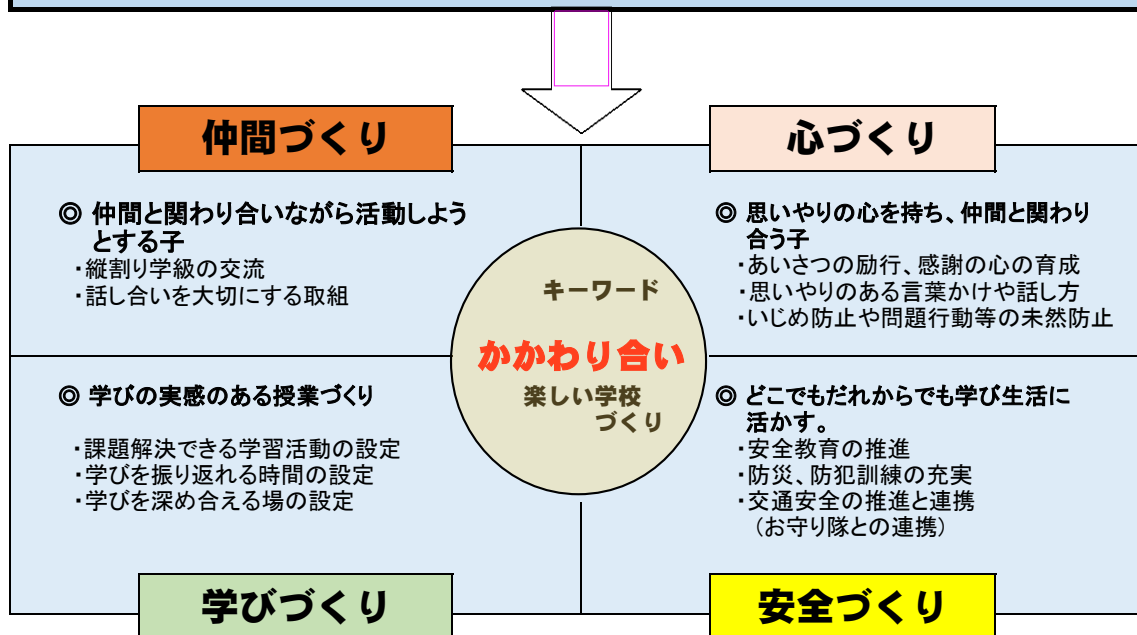 仲間づくり
◎ 仲間と関わり合いながら活動しよう
とする子
・縦割り学級の交流
・話し合いを大切にする取組
心づくり
◎ 思いやりの心を持ち、仲間と関わり
合う子
・あいさつの励行、感謝の心の育成
・思いやりのある言葉かけや話し方
・いじめ防止や問題行動等の未然防止
キーワード
かかわり合い
楽しい学校
づくり
◎ 学びの実感のある授業づくり
・課題解決できる学習活動の設定
・学びを振り返れる時間の設定
・学びを深め合える場の設定
学びづくり
◎ どこでもだれからでも学び生活に
活かす。
・安全教育の推進
・防災、防犯訓練の充実
・交通安全の推進と連携
（お守り隊との連携）
安全づくり